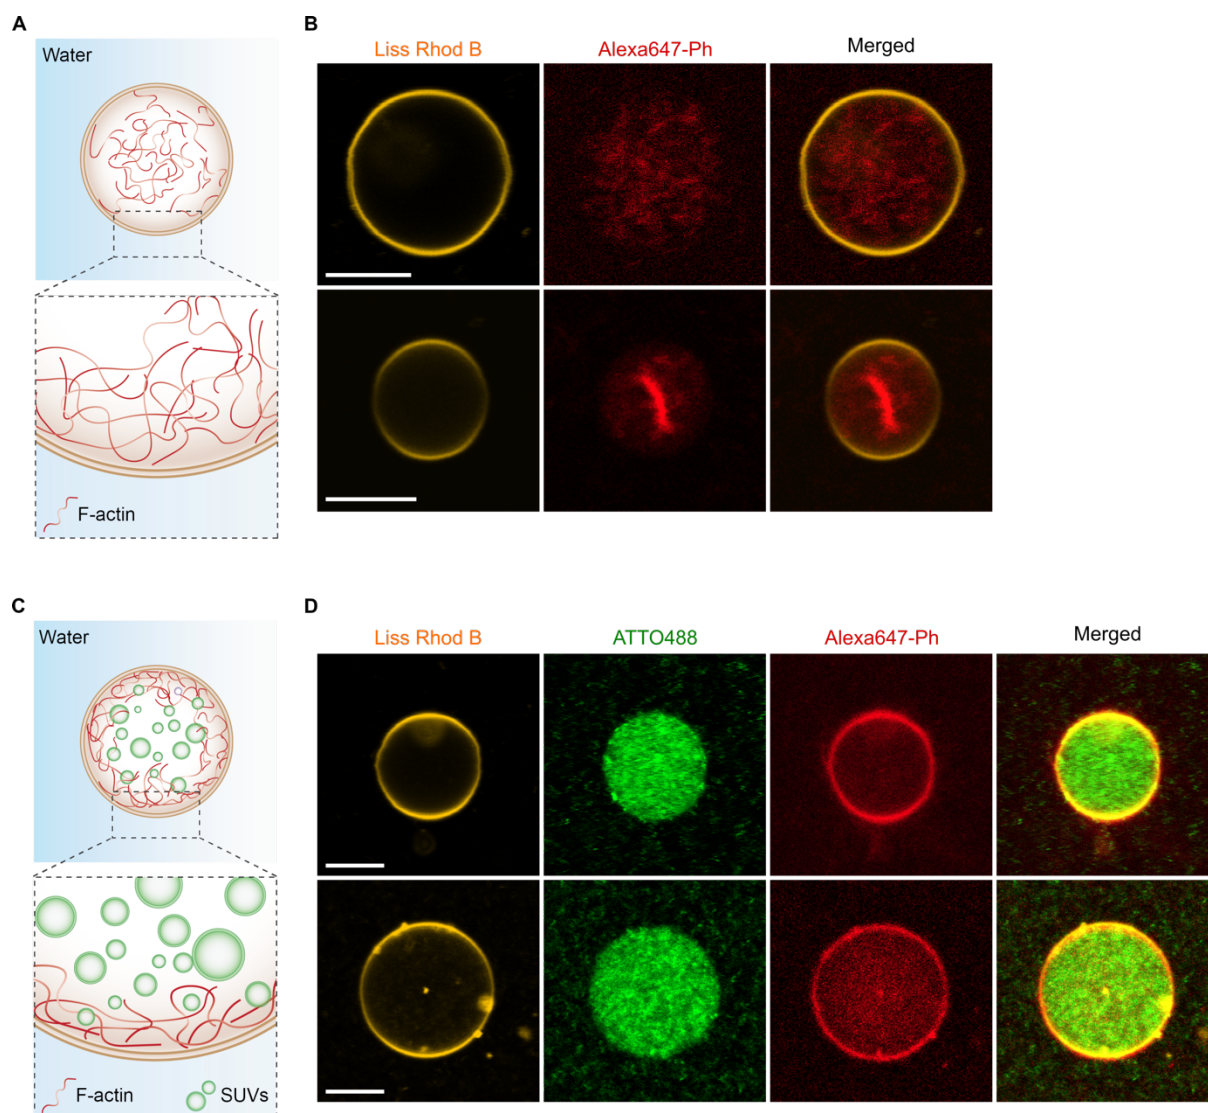 A
Water
F-actin
B
Liss Rhod B
Alexa647-Ph
Merged
C
Water
F-actin
SUVs
D
Liss Rhod B
ATTO488
Alexa647-Ph
Merged